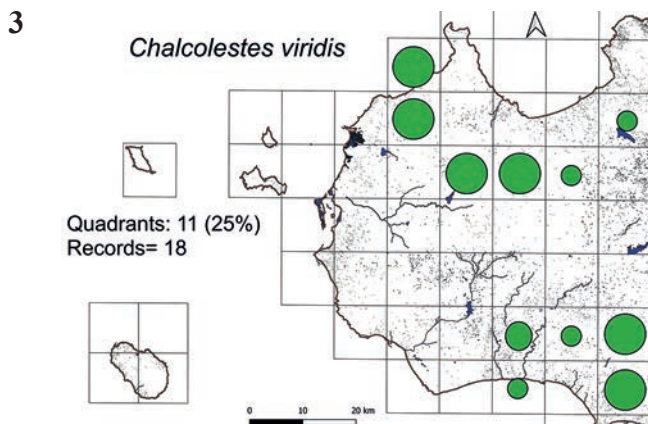 3
Chalcolestes viridis
Quadrants: 11 (25%)
Records= 18
0 10 20 km